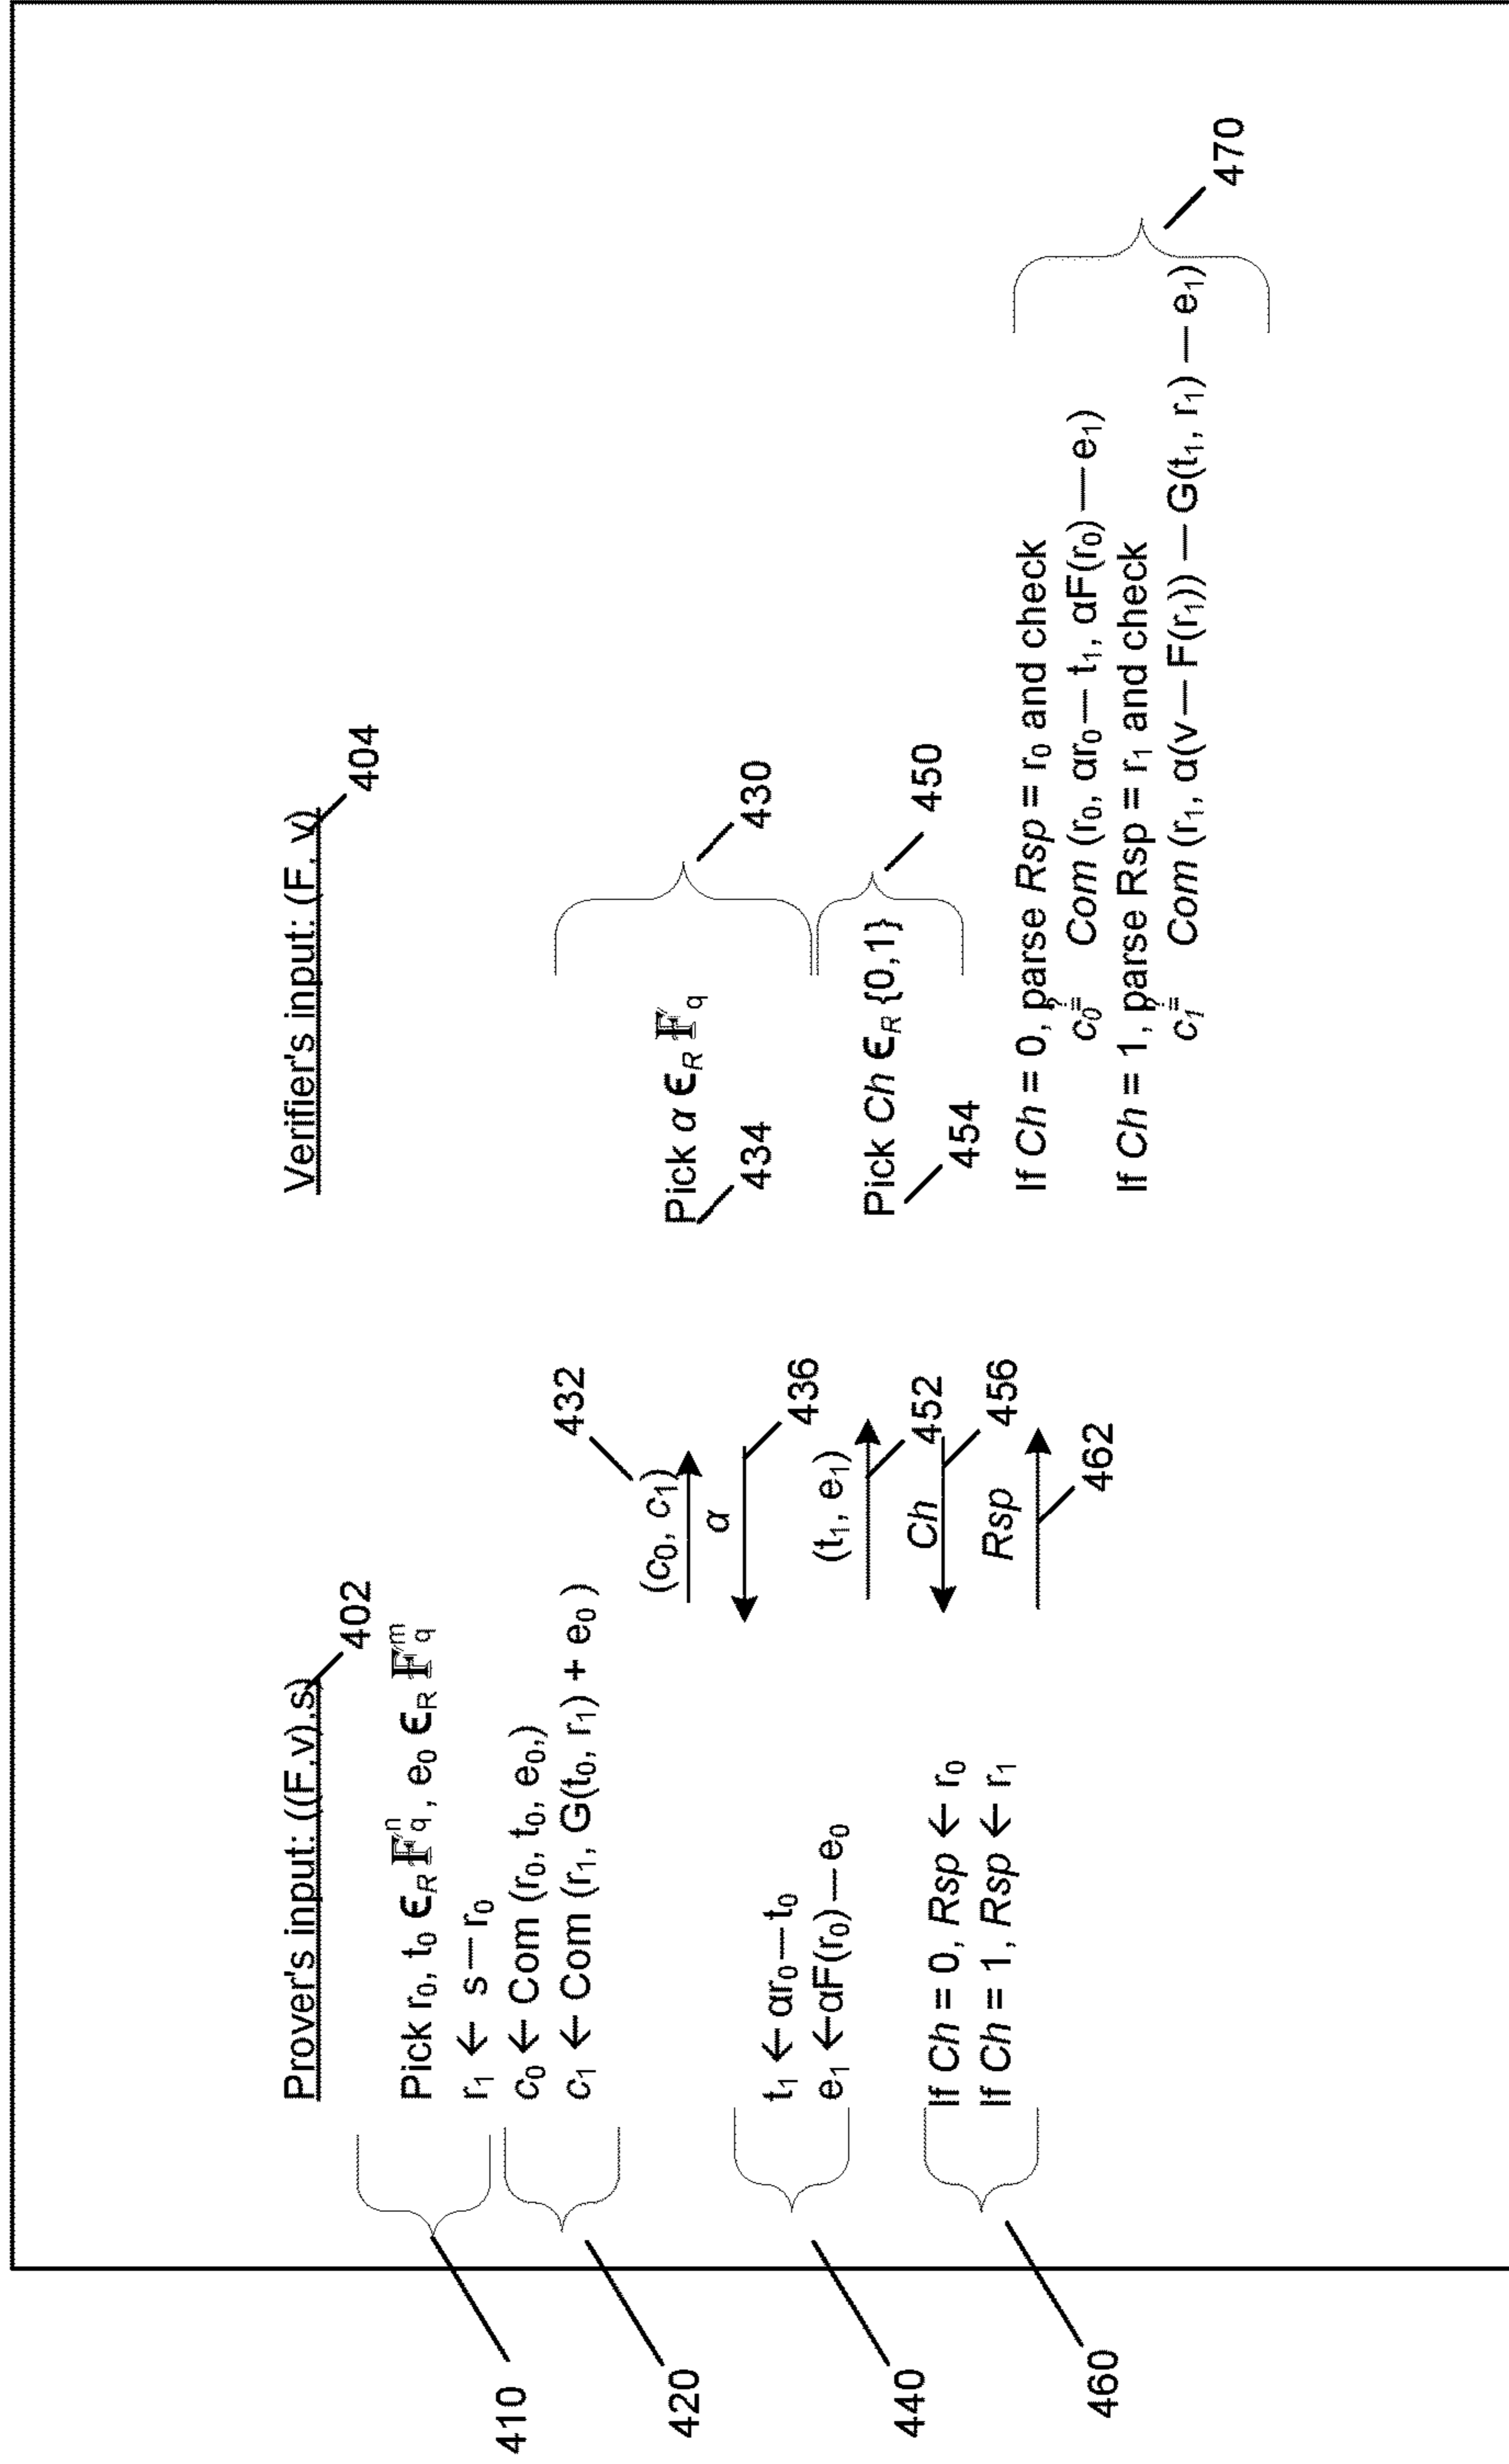 Prover's input: ((F,v),s)
402
Verifier's input: (F, v)
404
410
Pick r₀, t₀ ϵ_R 𝔽_q^n, e₀ ϵ_R 𝔽_q^m
r₁ ← s — r₀
420
c₀ ← Com (r₀, t₀, e₀,)
c₁ ← Com (r₁, G(t₀, r₁) + e₀ )
432
(c₀, c₁)
α
436
Pick α ϵ_R 𝔽_q
434
430
440
t₁ ← αr₀ — t₀
e₁ ← αF(r₀) — e₀
(t₁, e₁)
452
Ch
456
Pick Ch ϵ_R {0,1}
454
450
460
If Ch = 0, Rsp ← r₀
If Ch = 1, Rsp ← r₁
Rsp
462
If Ch = 0, parse Rsp = r₀ and check
c₀ ≟ Com (r₀, αr₀ — t₁, αF(r₀) — e₁)
If Ch = 1, parse Rsp = r₁ and check
c₁ ≟ Com (r₁, α(v — F(r₁)) — G(t₁, r₁) — e₁)
470